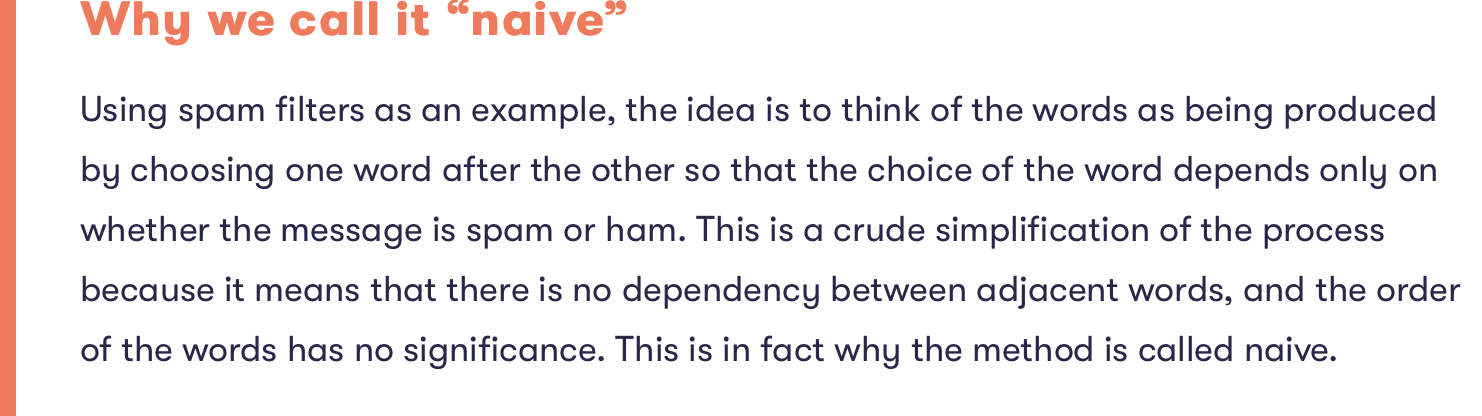 Why we call it “naive”
Using spam filters as an example, the idea is to think of the words as being produced
by choosing one word after the other so that the choice of the word depends only on
whether the message is spam or ham. This is a crude simplification of the process
because it means that there is no dependency between adjacent words, and the order
of the words has no significance. This is in fact why the method is called naive.